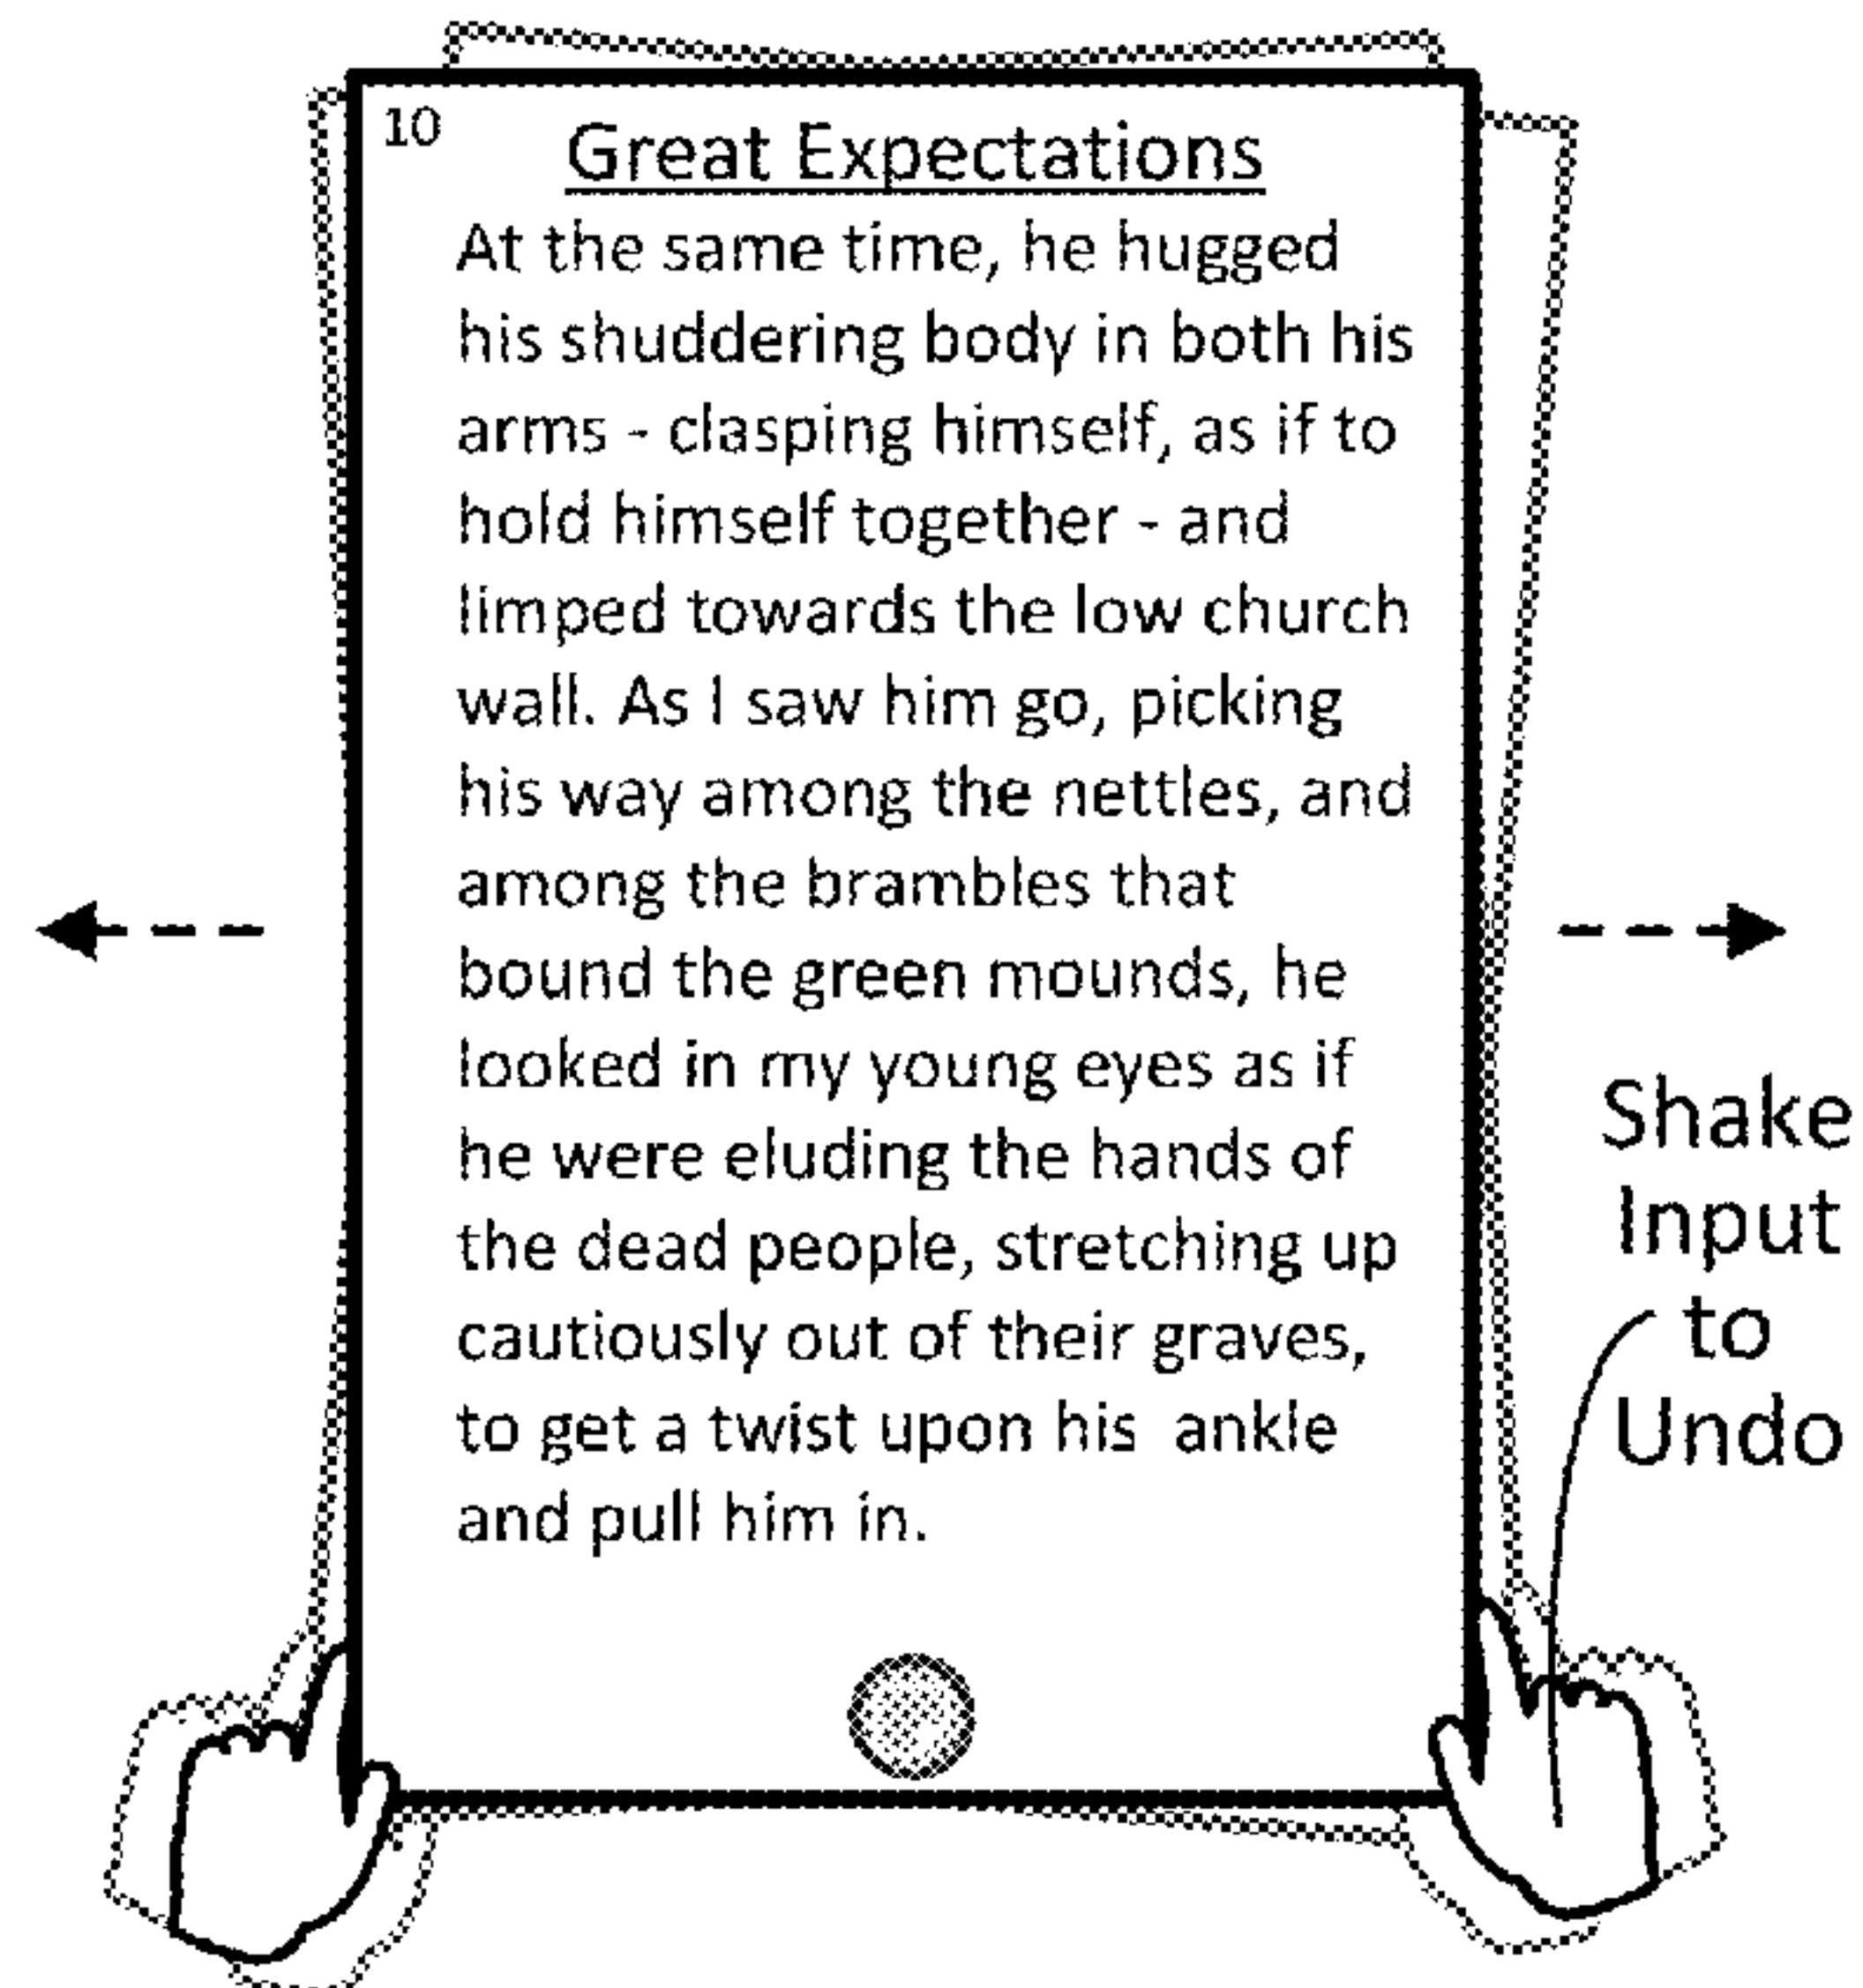 10
Great Expectations
At the same time, he hugged
his shuddering body in both his
arms - clasping himself, as if to
hold himself together - and
limped towards the low church
wall. As I saw him go, picking
his way among the nettles, and
among the brambles that
bound the green mounds, he
looked in my young eyes as if
he were eluding the hands of
the dead people, stretching up
cautiously out of their graves,
to get a twist upon his  ankle
and pull him in.
Shake
Input
to
Undo